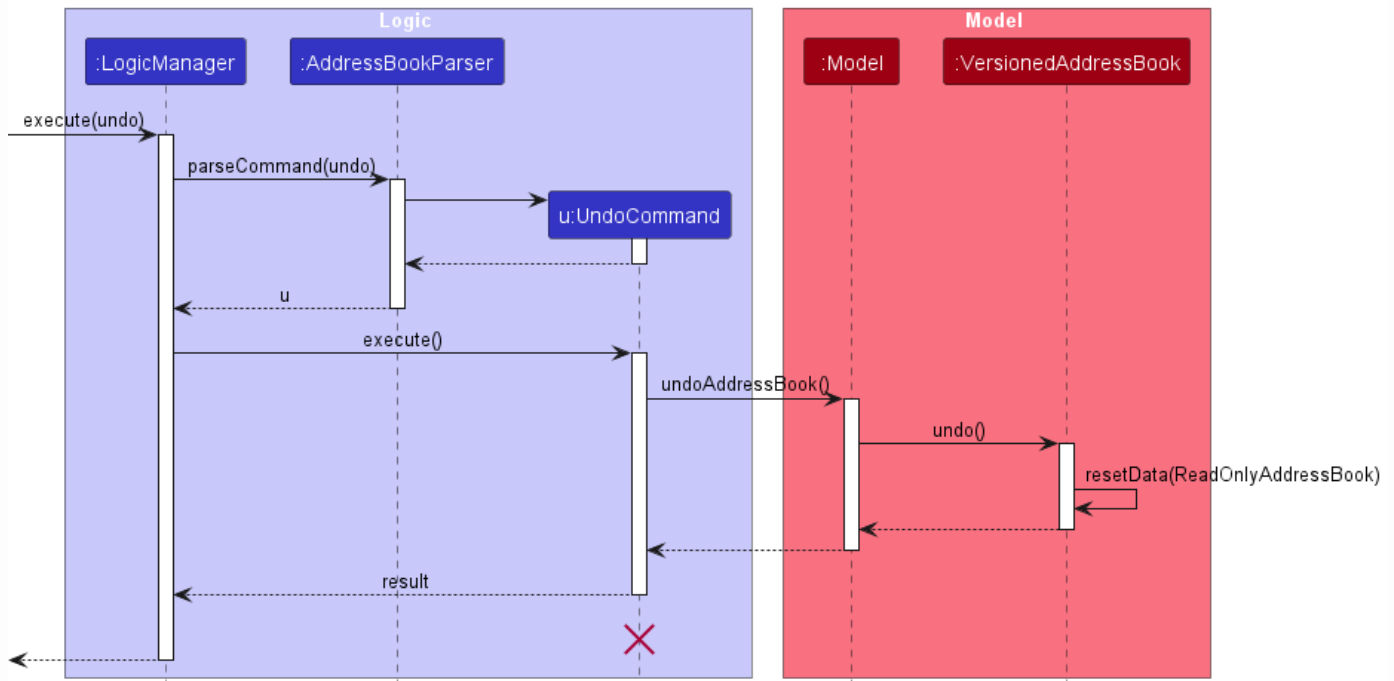 Logic
Model
:LogicManager
:AddressBookParser
:Model
:VersionedAddressBook
execute(undo)
parseCommand(undo)
u:UndoCommand
u
execute()
undoAddressBook()
undo()
resetData(ReadOnlyAddressBook)
result